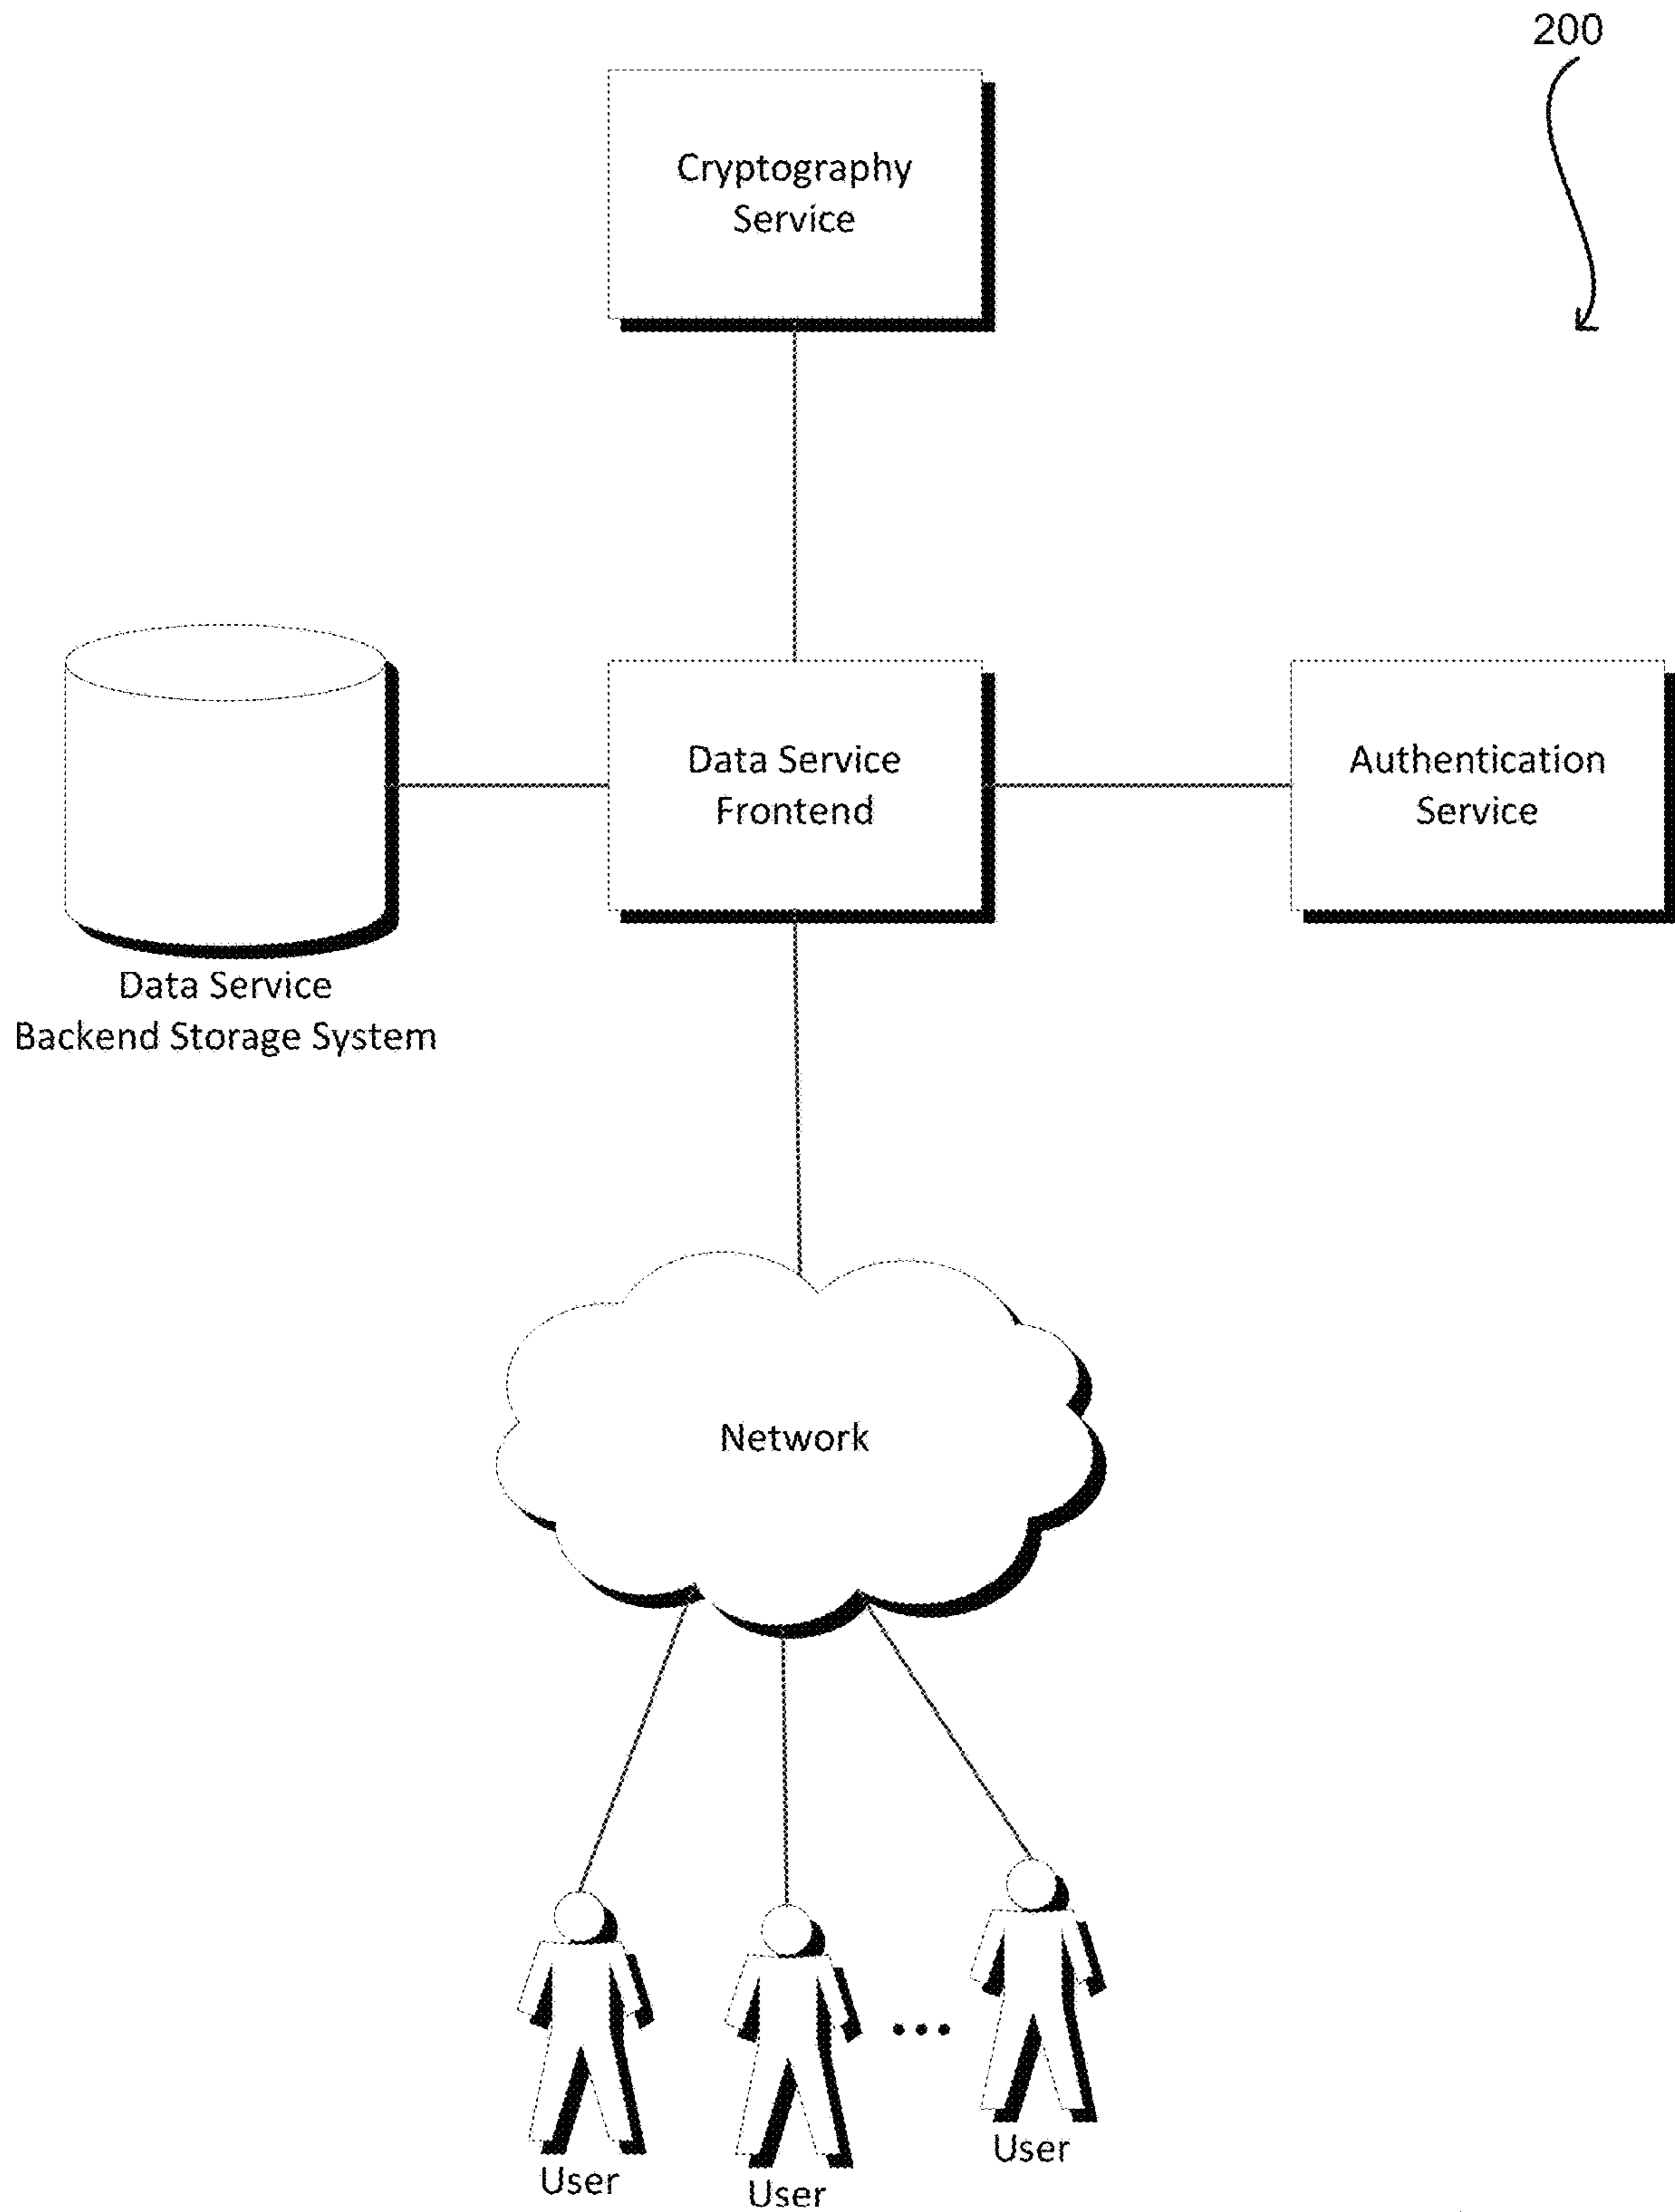 200
Cryptography
Service
Data Service
Frontend
Authentication
Service
Data Service
Backend Storage System
Network
User
User
User